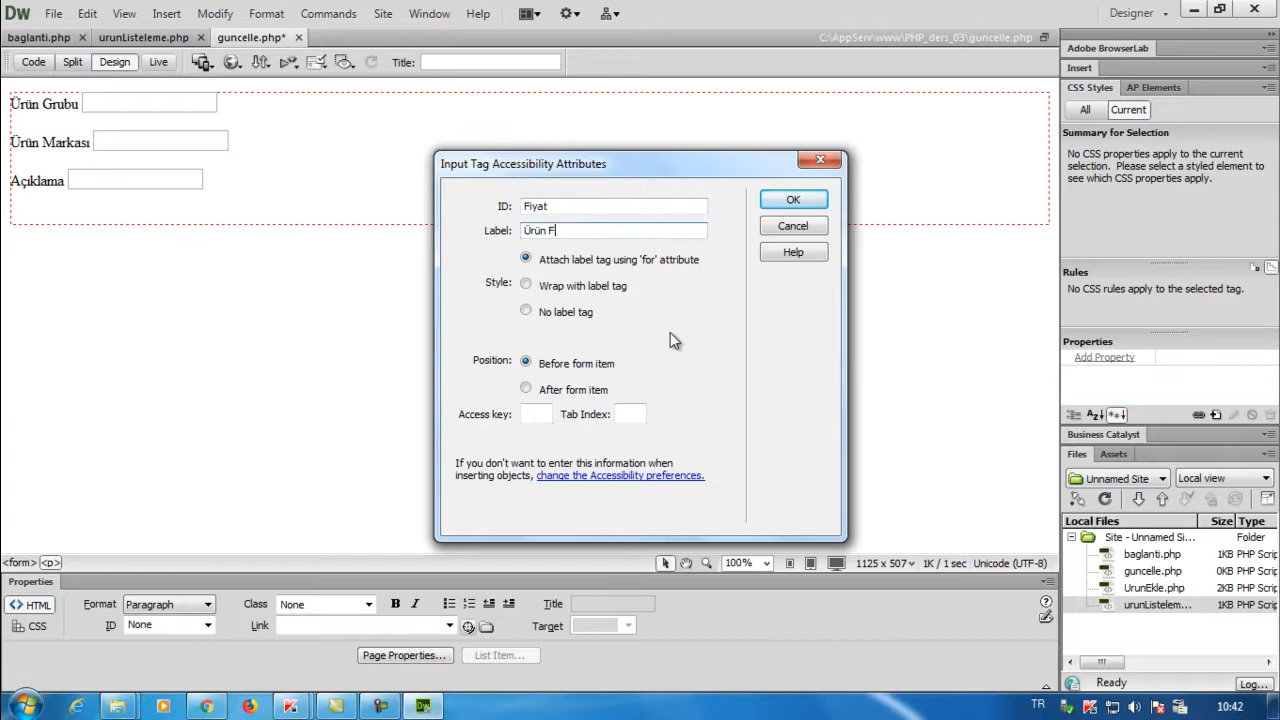 DW File Edit View Insert Modify Format Commands Site Window Help Designer
baglanti.php urunListeleme.php guncelle.php* C:\AppServ\www\PHP_ders_03\guncelle.php
Code Split Design Live Title:
Ürün Grubu
Ürün Markası
Açıklama
Input Tag Accessibility Attributes
ID: Fiyat OK
Label: Ürün F Cancel
Attach label tag using 'for' attribute Help
Style: Wrap with label tag
No label tag
Position: Before form item
After form item
Access key: Tab Index:
If you don't want to enter this information when
inserting objects, change the Accessibility preferences.
Adobe BrowserLab
Insert
CSS Styles AP Elements
All Current
Summary for Selection
No CSS properties apply to the current
selection. Please select a styled element to
see which CSS properties apply.
Rules
No CSS rules apply to the selected tag.
Properties
Add Property
Business Catalyst
Files Assets
Unnamed Site Local view
Local Files Size Type
Site - Unnamed Si... Folder
baglanti.php 1KB PHP Scrip
guncelle.php 0KB PHP Scrip
UrunEkle.php 2KB PHP Scrip
urunListelem... 1KB PHP Scrip
Ready Log...
<form> <p> 100% 1125 x 507 1K / 1 sec Unicode (UTF-8)
Properties
<> HTML Format Paragraph Class None B I Title
CSS ID None Link Target
Page Properties... List Item...
TR 10:42